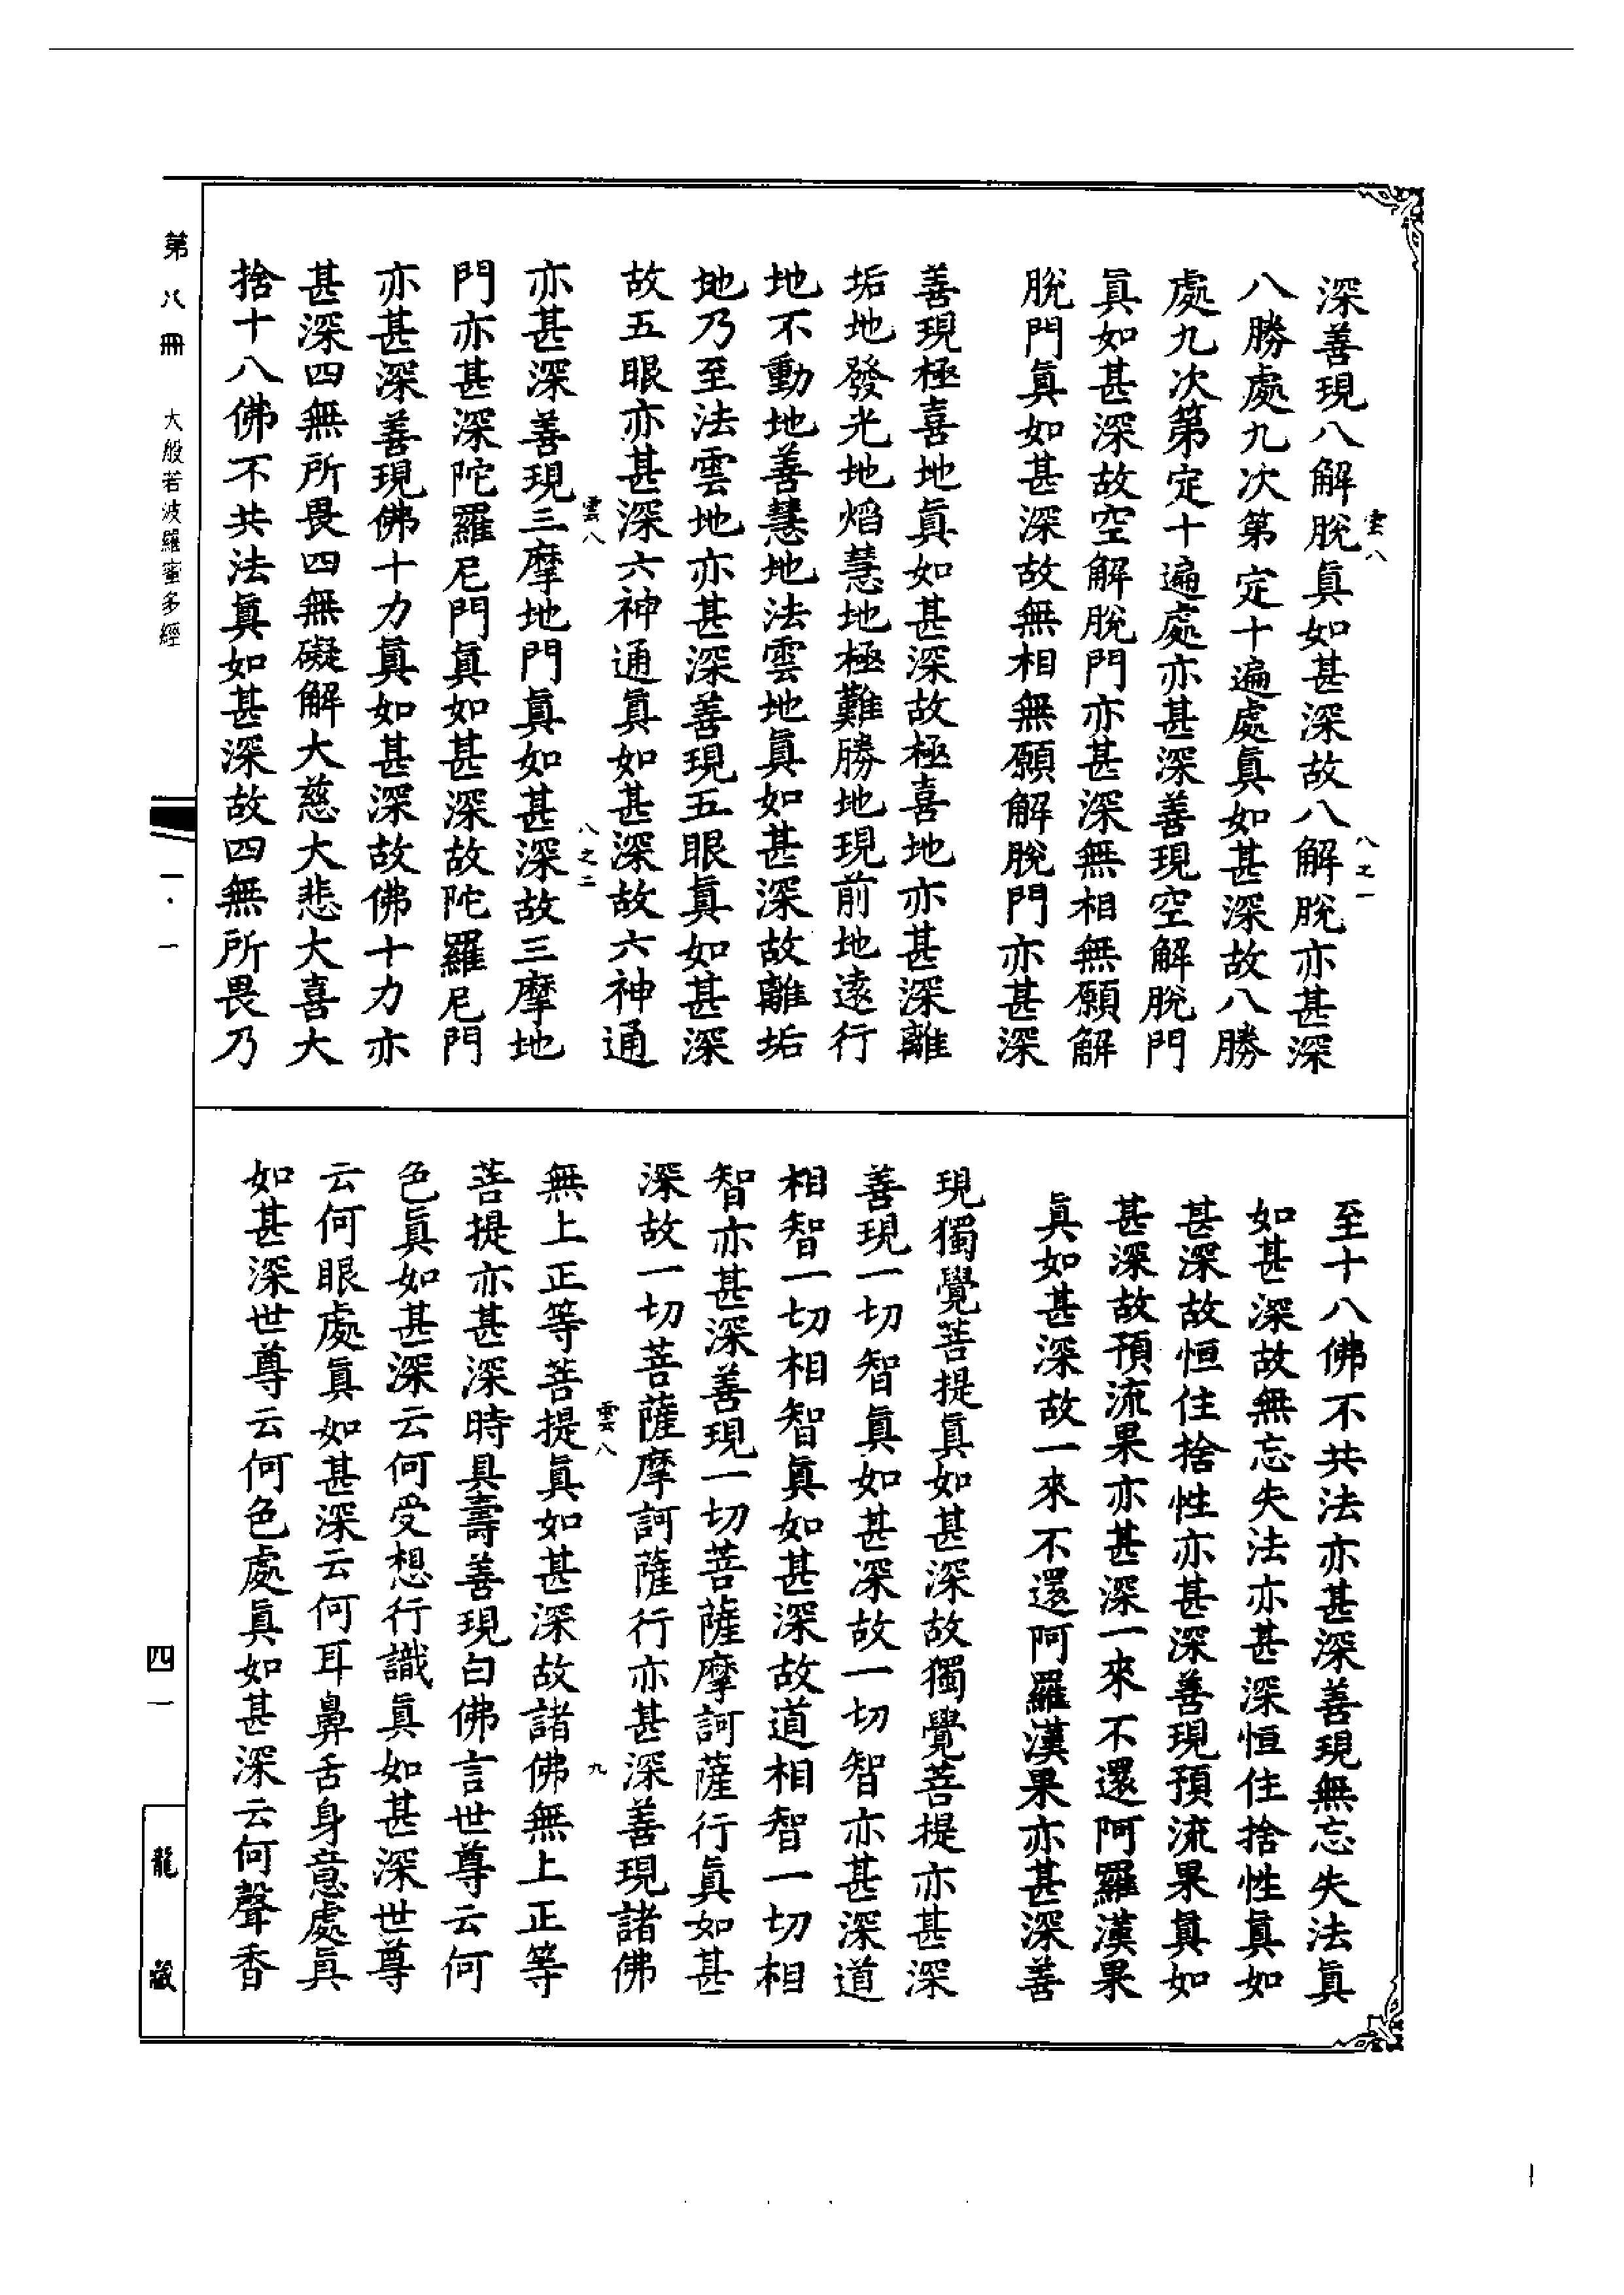 深善現八解脫眞如甚深故八解脫亦甚深
八勝處九次第定十遍處眞如甚深故八勝
處九次第定十遍處亦甚深善現空解脫門
眞如甚深故空解脫門亦甚深無相無願解
脫門眞如甚深故無相無願解脫門亦甚深
善現極喜地眞如甚深故極喜地亦甚深離
垢地發光地焰慧地極難勝地現前地遠行
地不動地善慧地法雲地眞如甚深故離垢
地乃至法雲地亦甚深善現五眼眞如甚深
故五眼亦甚深六神通眞如甚深故六神通
亦甚深善現三摩地門眞如甚深故三摩地
門亦甚深陀羅尼門眞如甚深故陀羅尼門
亦甚深善現佛十力眞如甚深故佛十力亦
甚深四無所畏四無礙解大慈大悲大喜大
捨十八佛不共法眞如甚深故四無所畏乃
雲八
八之一
雲八
八之二
至十八佛不共法亦甚深善現無忘失法眞
如甚深故無忘失法亦甚深恒住捨性眞如
甚深故恒住捨性亦甚深善現預流果眞如
甚深故預流果亦甚深一來不還阿羅漢果
眞如甚深故一來不還阿羅漢果亦甚深善
現獨覺菩提眞如甚深故獨覺菩提亦甚深
善現一切智眞如甚深故一切智亦甚深道
相智一切相智眞如甚深故道相智一切相
智亦甚深善現一切菩薩摩訶薩行眞如甚
深故一切菩薩摩訶薩行亦甚深善現諸佛
無上正等菩提眞如甚深故諸佛無上正等
菩提亦甚深時具壽善現白佛言世尊云何
色眞如甚深云何受想行識眞如甚深世尊
云何眼處眞如甚深云何耳鼻舌身意處眞
如甚深世尊云何色處眞如甚深云何聲香
雲八
九
第八冊 大般若波羅蜜多經
一·一
四一
龍藏